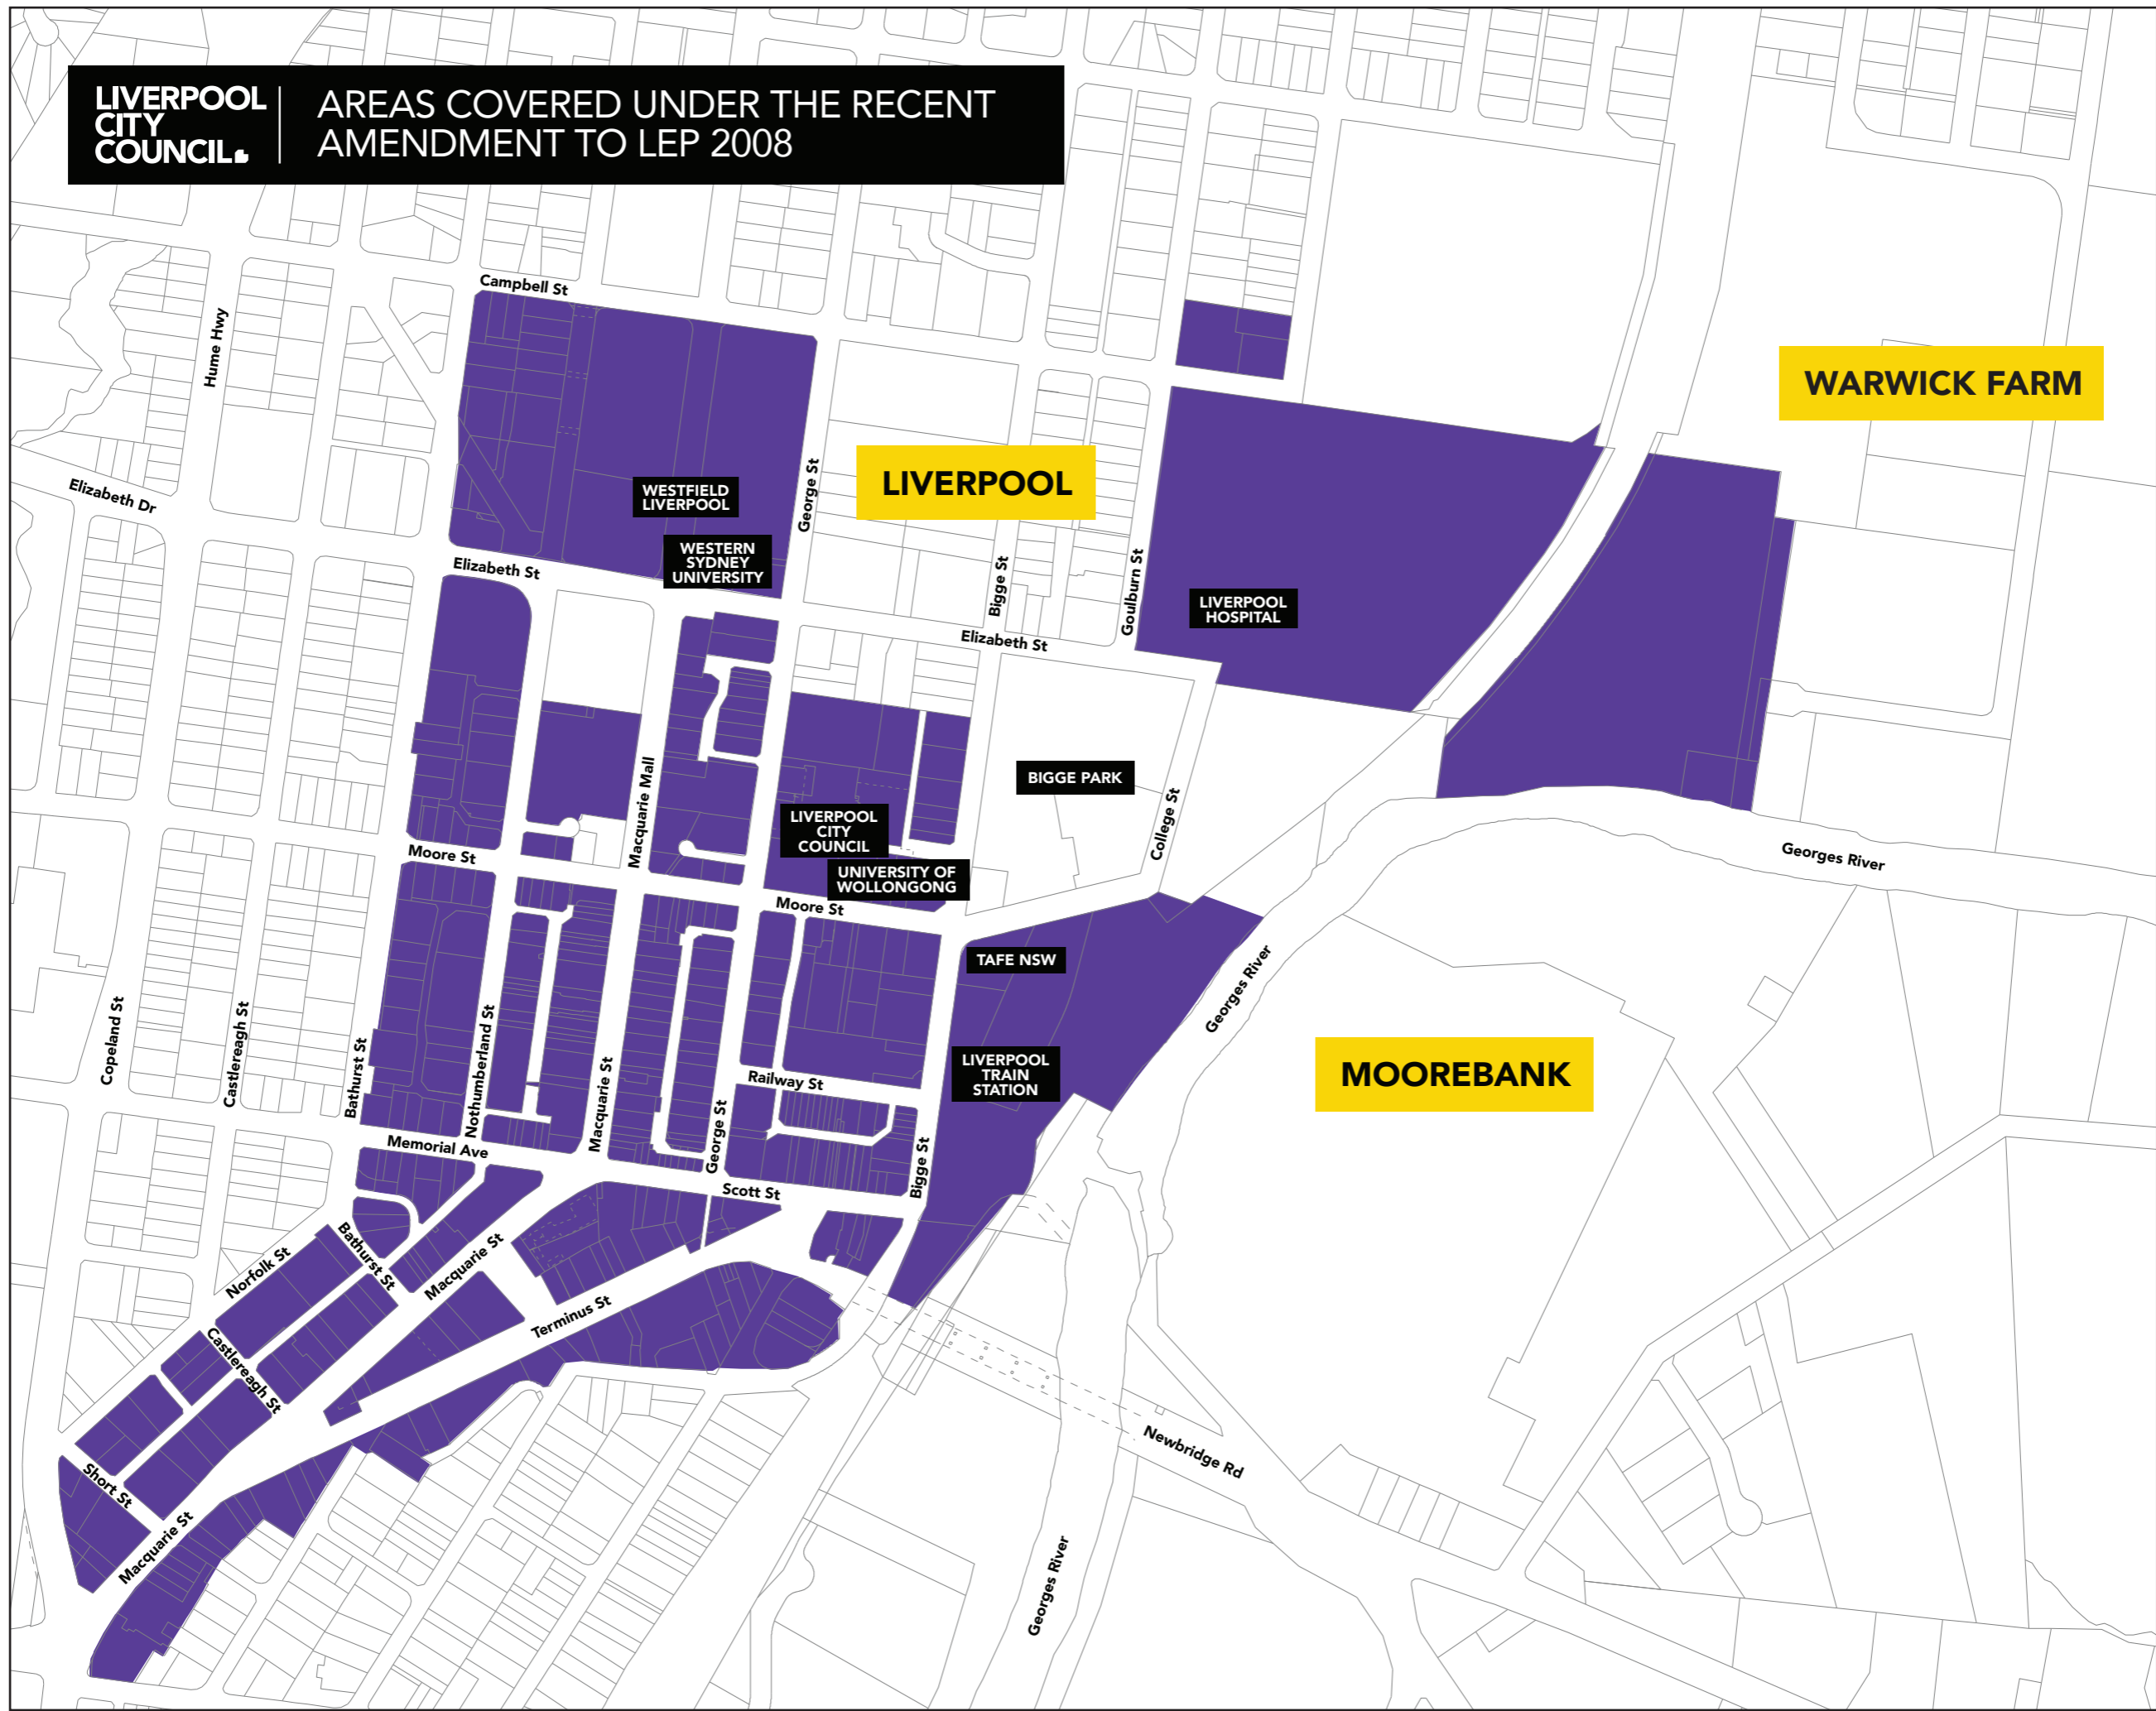 LIVERPOOL
CITY
COUNCIL
AREAS COVERED UNDER THE RECENT
AMENDMENT TO LEP 2008
Campbell St
Hume Hwy
WARWICK FARM
LIVERPOOL
George St
WESTFIELD
LIVERPOOL
Elizabeth Dr
WESTERN
SYDNEY
UNIVERSITY
Elizabeth St
Bigge St
Goulburn St
LIVERPOOL
HOSPITAL
Elizabeth St
BIGGE PARK
Macquarie Mall
College St
LIVERPOOL
CITY
COUNCIL
Moore St
Georges River
UNIVERSITY OF
WOLLONGONG
Moore St
TAFE NSW
Georges River
Copeland St
Castlereagh St
Bathurst St
Nothumberland St
Macquarie St
LIVERPOOL
TRAIN
STATION
MOOREBANK
Railway St
George St
Bigge St
Memorial Ave
Scott St
Norfolk St
Bathurst St
Macquarie St
Terminus St
Castlereagh St
Newbridge Rd
Short St
Macquarie St
Georges River